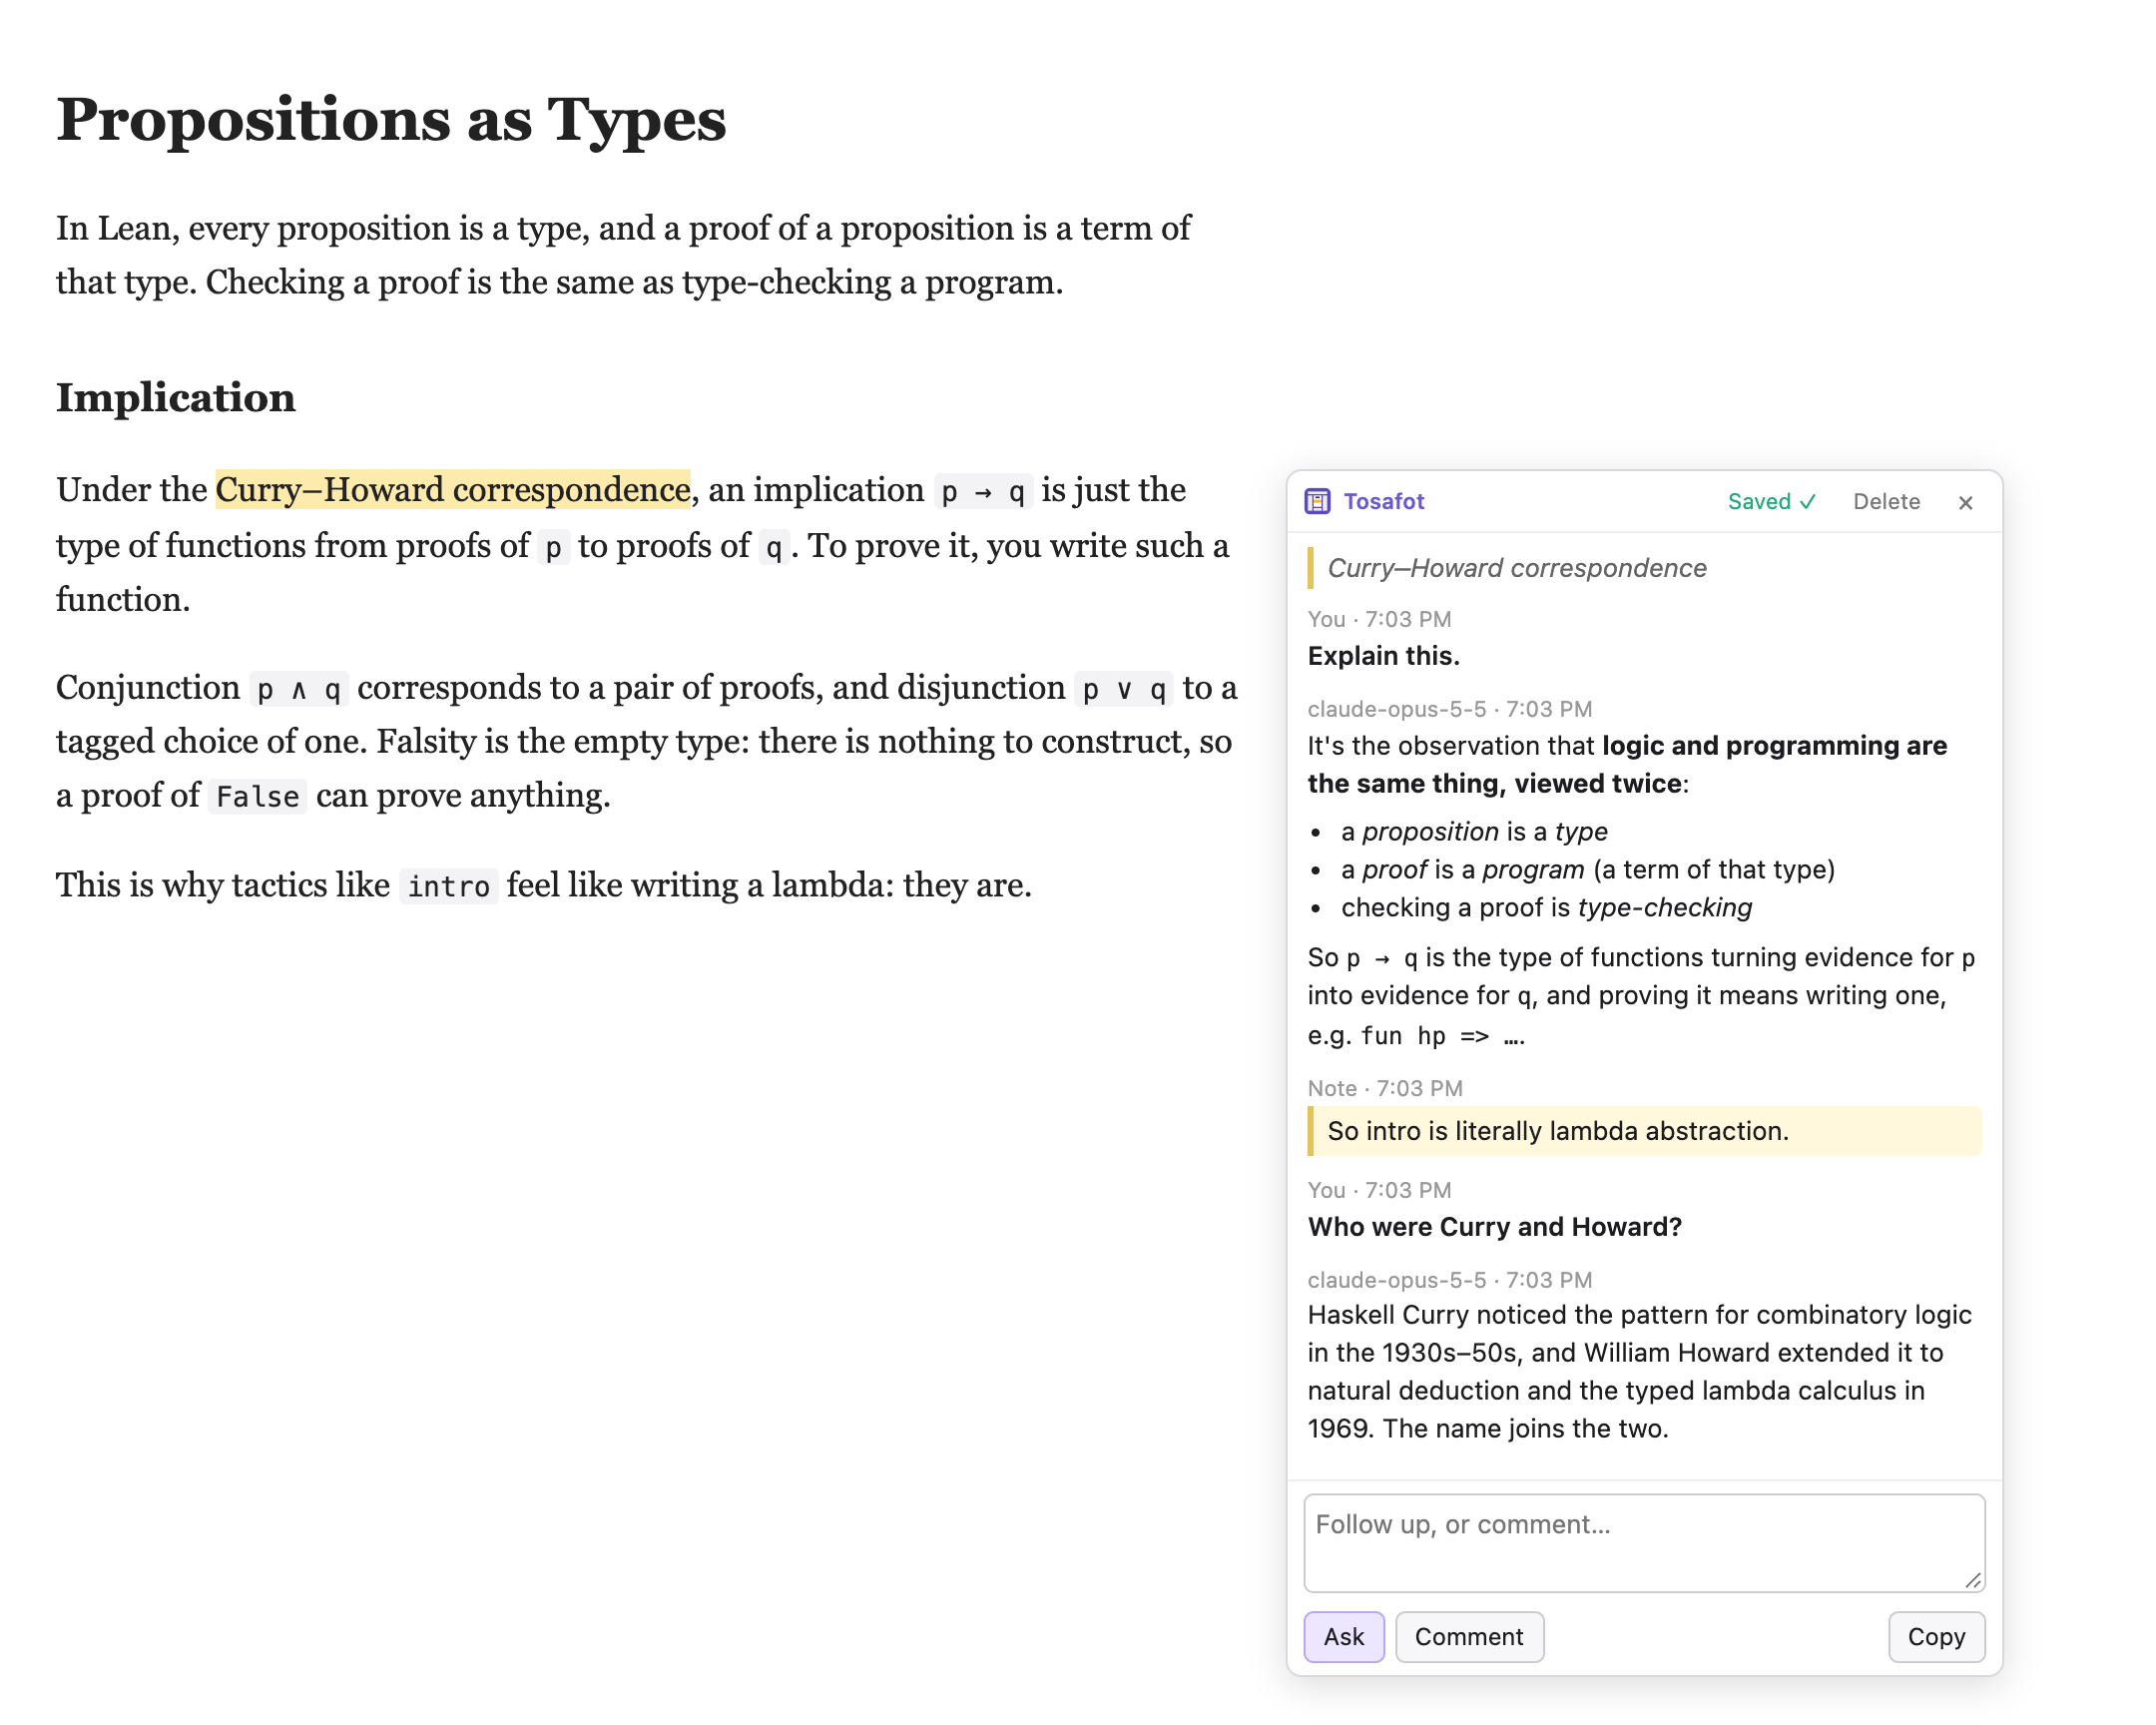 Propositions as Types
In Lean, every proposition is a type, and a proof of a proposition is a term of
that type. Checking a proof is the same as type-checking a program.
Implication
Under the Curry–Howard correspondence, an implication p → q is just the
type of functions from proofs of p to proofs of q. To prove it, you write such a
function.
Conjunction p ∧ q corresponds to a pair of proofs, and disjunction p ∨ q to a
tagged choice of one. Falsity is the empty type: there is nothing to construct, so
a proof of False can prove anything.
This is why tactics like intro feel like writing a lambda: they are.
Tosafot Saved ✓ Delete ×
Curry—Howard correspondence
You · 7:03 PM
Explain this.
claude-opus-5-5 · 7:03 PM
It's the observation that logic and programming are
the same thing, viewed twice:
• a proposition is a type
• a proof is a program (a term of that type)
• checking a proof is type-checking
So p → q is the type of functions turning evidence for p
into evidence for q, and proving it means writing one,
e.g. fun hp => ….
Note · 7:03 PM
So intro is literally lambda abstraction.
You · 7:03 PM
Who were Curry and Howard?
claude-opus-5-5 · 7:03 PM
Haskell Curry noticed the pattern for combinatory logic
in the 1930s–50s, and William Howard extended it to
natural deduction and the typed lambda calculus in
1969. The name joins the two.
Follow up, or comment…
Ask Comment Copy